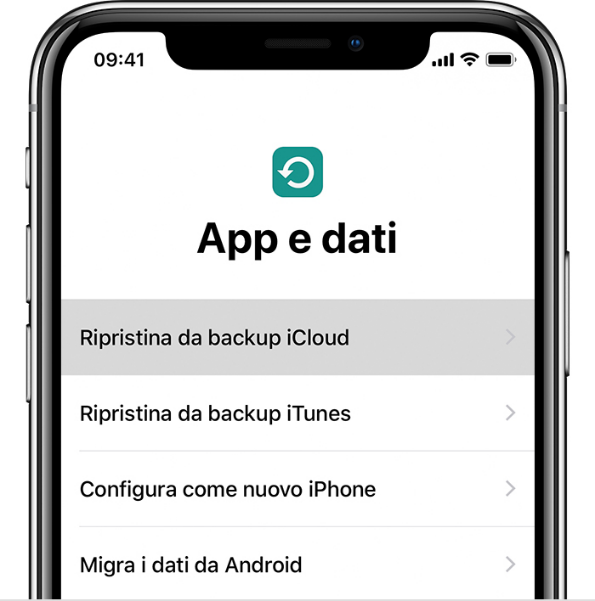 09:41
App e dati
Ripristina da backup iCloud
Ripristina da backup iTunes
Configura come nuovo iPhone
Migra i dati da Android